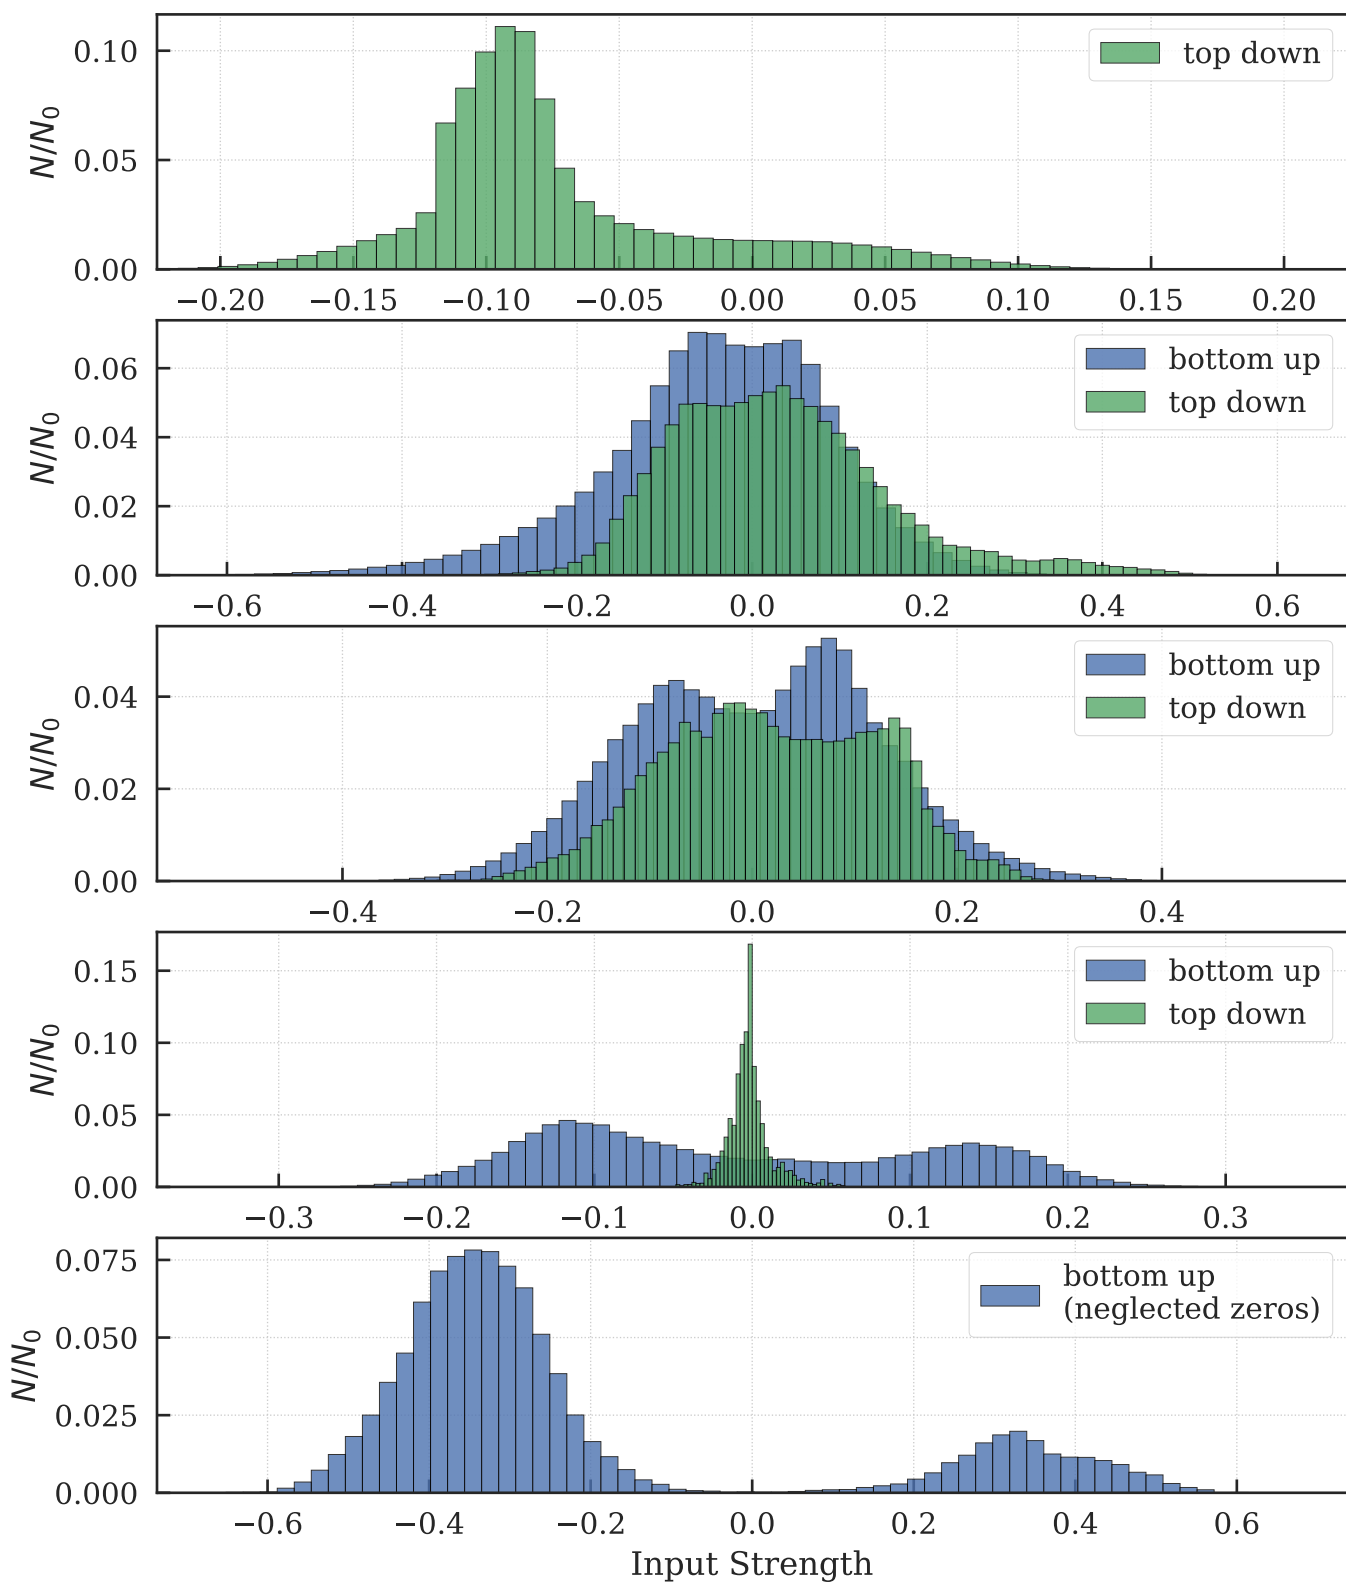 top down
N/N0
0.10
0.05
0.00
−0.20 −0.15 −0.10 −0.05 0.00 0.05 0.10 0.15 0.20
bottom up
top down
N/N0
0.06
0.04
0.02
0.00
−0.6 −0.4 −0.2 0.0 0.2 0.4 0.6
bottom up
top down
N/N0
0.04
0.02
0.00
−0.4 −0.2 0.0 0.2 0.4
bottom up
top down
N/N0
0.15
0.10
0.05
0.00
−0.3 −0.2 −0.1 0.0 0.1 0.2 0.3
bottom up
(neglected zeros)
N/N0
0.075
0.050
0.025
0.000
−0.6 −0.4 −0.2 0.0 0.2 0.4 0.6
Input Strength